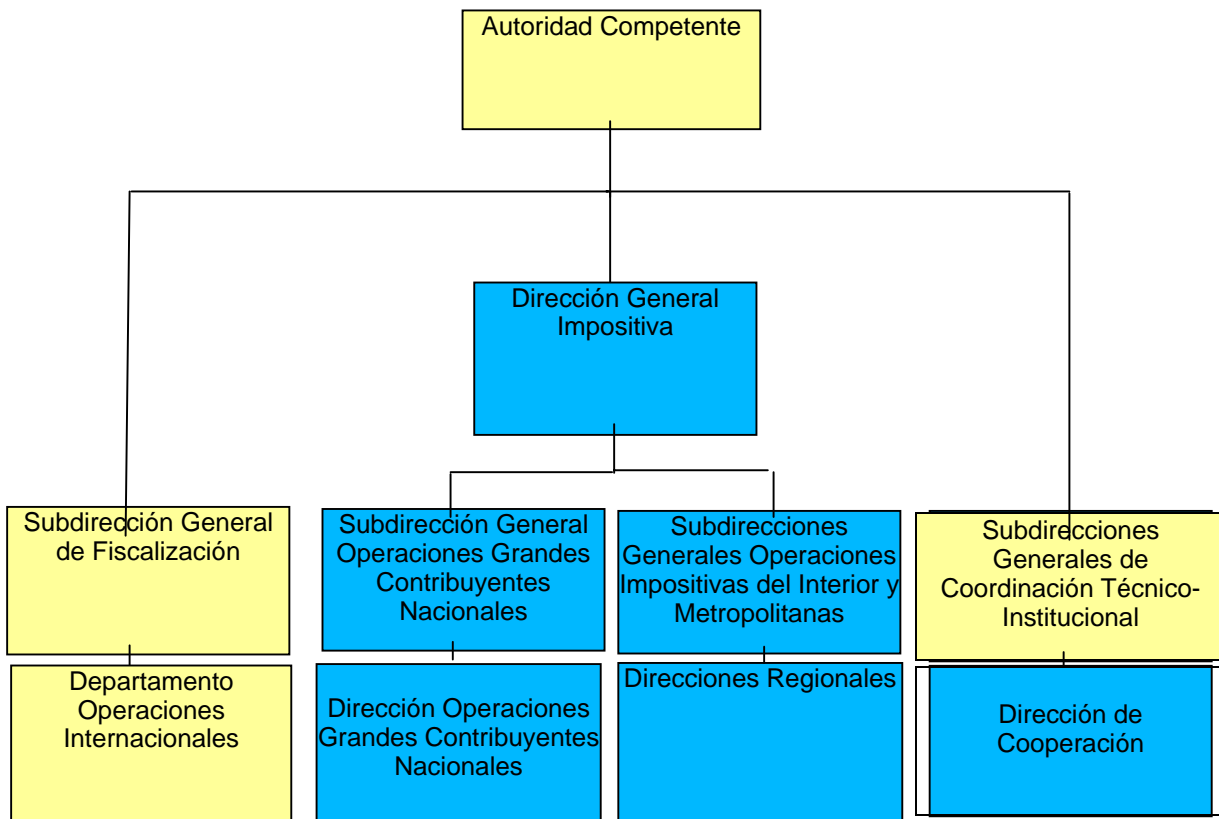 Autoridad Competente
Dirección General
Impositiva
Subdirección General
de Fiscalización
Subdirección General
Operaciones Grandes
Contribuyentes
Nacionales
Subdirecciones
Generales Operaciones
Impositivas del Interior y
Metropolitanas
Subdirecciones
Generales de
Coordinación Técnico-
Institucional
Departamento
Operaciones
Internacionales
Dirección Operaciones
Grandes Contribuyentes
Nacionales
Direcciones Regionales
Dirección de
Cooperación